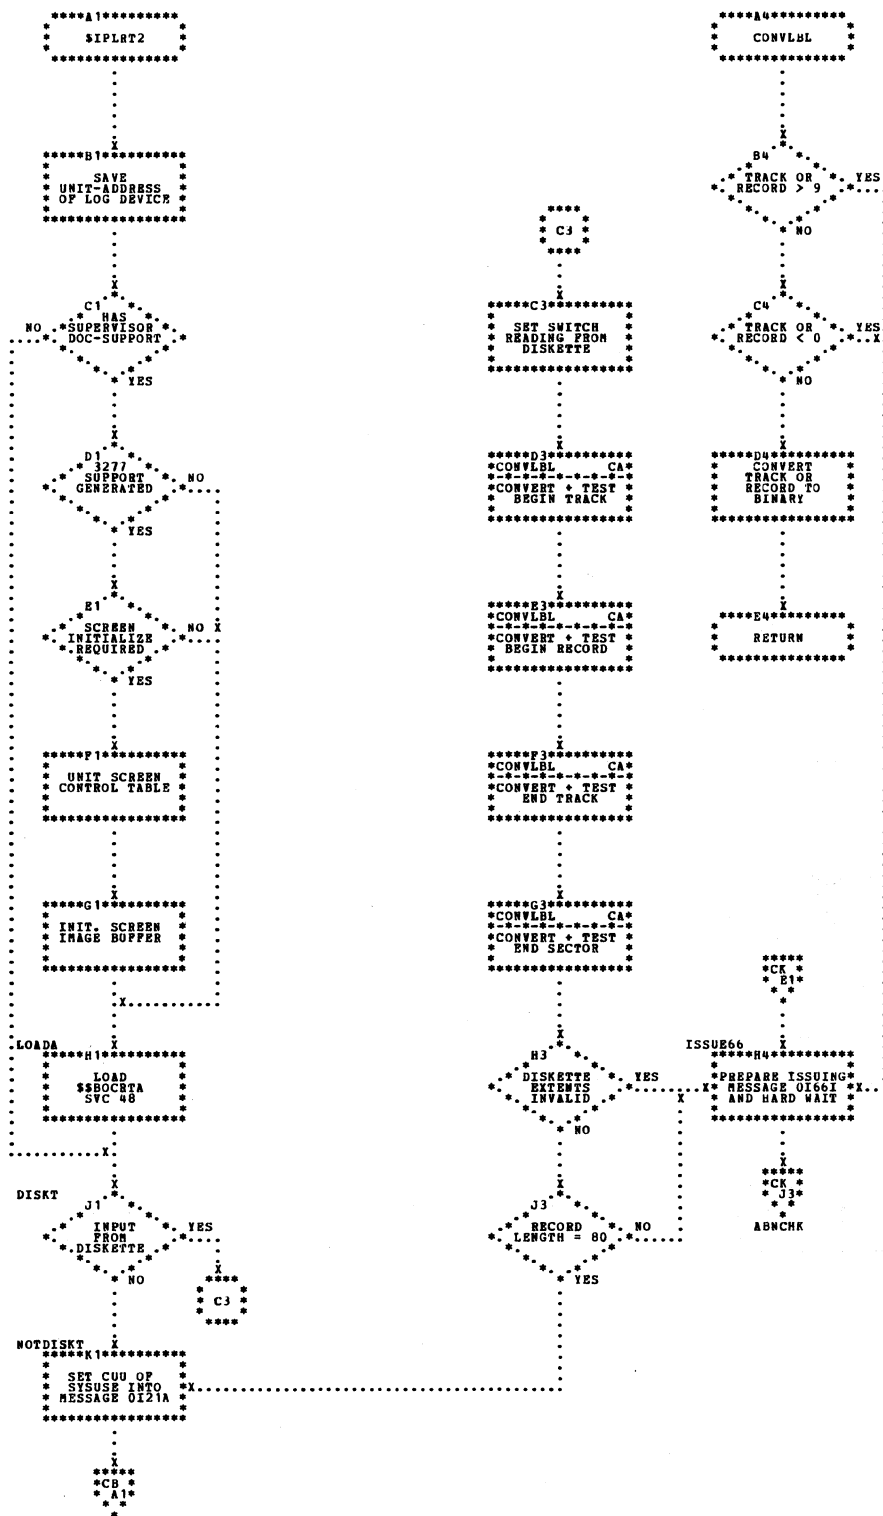 A1
$IPLRT2
B1
SAVE
UNIT-ADDRESS
OF LOG DEVICE
C1
HAS
SUPERVISOR
DOC-SUPPORT
NO
YES
D1
3277
SUPPORT
GENERATED
NO
YES
E1
SCREEN
INITIALIZE
REQUIRED
NO X
YES
F1
UNIT SCREEN
CONTROL TABLE
G1
INIT. SCREEN
IMAGE BUFFER
LOADA
H1
LOAD
$$BOCRTA
SVC 48
DISKT
J1
INPUT
FROM
DISKETTE
YES
NO
C3
NOTDISKT
K1
SET CUU OF
SYSUSE INTO
MESSAGE 0I21A
CB
A1
C3
C3
SET SWITCH
READING FROM
DISKETTE
D3
CONVLBL CA
CONVERT + TEST
BEGIN TRACK
E3
CONVLBL CA
CONVERT + TEST
BEGIN RECORD
F3
CONVLBL CA
CONVERT + TEST
END TRACK
G3
CONVLBL CA
CONVERT + TEST
END SECTOR
H3
DISKETTE
EXTENTS
INVALID
YES
NO
J3
RECORD
LENGTH = 80
NO
YES
A4
CONVLBL
B4
TRACK OR
RECORD > 9
YES
NO
C4
TRACK OR
RECORD < 0
YES
NO
D4
CONVERT
TRACK OR
RECORD TO
BINARY
E4
RETURN
CK
E1
ISSUE66
H4
PREPARE ISSUING
MESSAGE 0I66I
AND HARD WAIT
CK
J3
ABNCHK